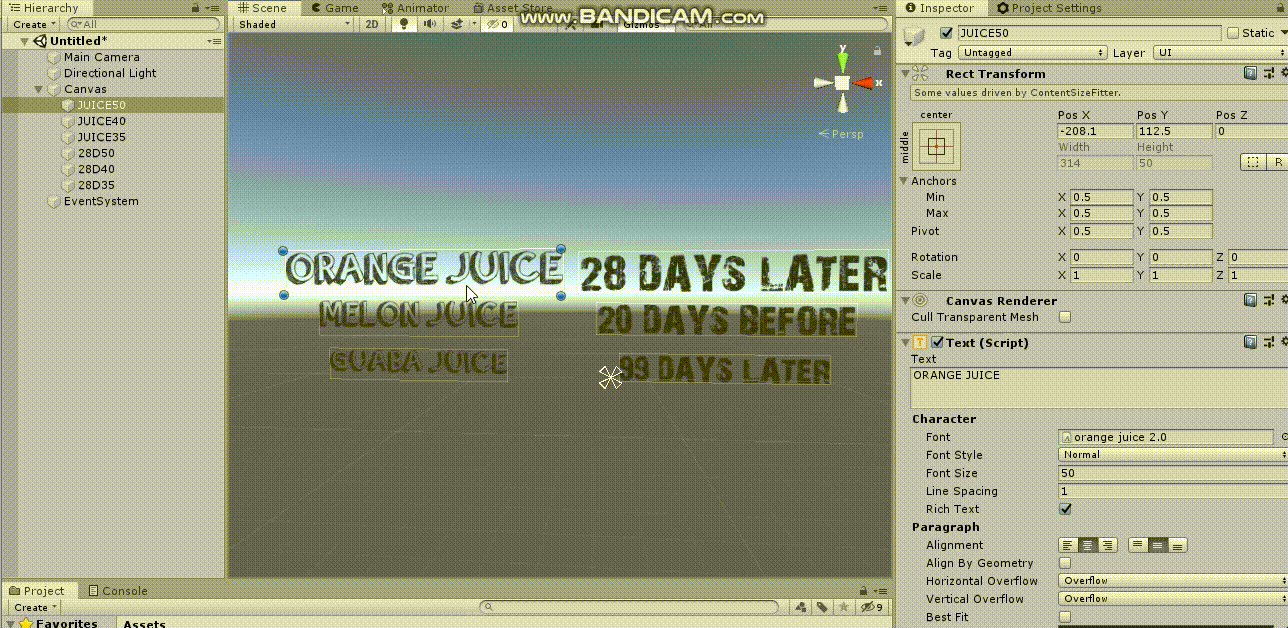 Hierarchy
Create
All
Untitled*
Main Camera
Directional Light
Canvas
JUICE50
JUICE40
JUICE35
28D50
28D40
28D35
EventSystem
Scene
Game
Animator
Asset Store
www.BANDICAM.com
Shaded
2D
0
Gizmos
All
y
x
Persp
ORANGE JUICE
28 DAYS LATER
MELON JUICE
20 DAYS BEFORE
GUABA JUICE
99 DAYS LATER
Project
Console
Create
9
Favorites
Assets
Inspector
Project Settings
JUICE50
Static
Tag Untagged
Layer UI
Rect Transform
Some values driven by ContentSizeFitter.
center
middle
Pos X Pos Y Pos Z
-208.1 112.5 0
Width Height
314 50
R
Anchors
Min X 0.5 Y 0.5
Max X 0.5 Y 0.5
Pivot X 0.5 Y 0.5
Rotation X 0 Y 0 Z 0
Scale X 1 Y 1 Z 1
Canvas Renderer
Cull Transparent Mesh
Text (Script)
Text
ORANGE JUICE
Character
Font orange juice 2.0
Font Style Normal
Font Size 50
Line Spacing 1
Rich Text
Paragraph
Alignment
Align By Geometry
Horizontal Overflow Overflow
Vertical Overflow Overflow
Best Fit